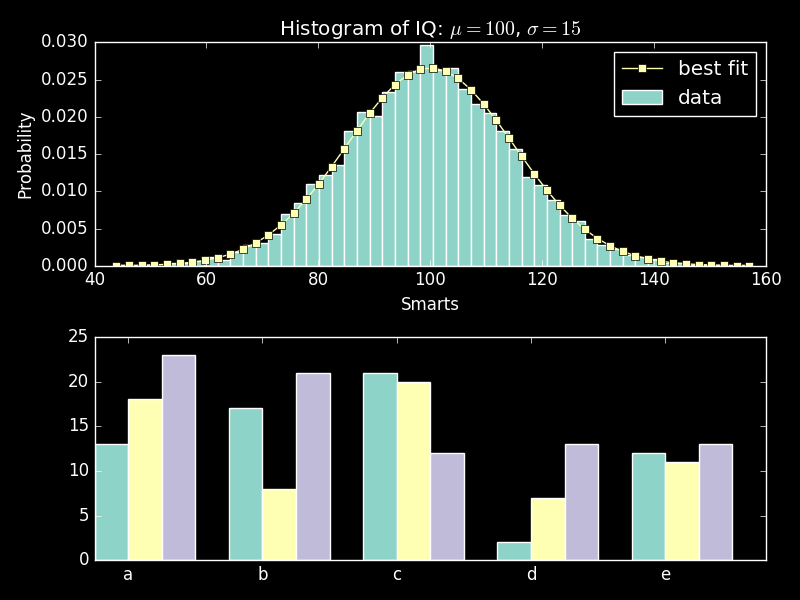 Histogram of IQ: μ = 100, σ = 15
0.030
0.025
0.020
0.015
0.010
0.005
0.000
Probability
best fit
data
40 60 80 100 120 140 160
Smarts
25
20
15
10
5
0
a b c d e